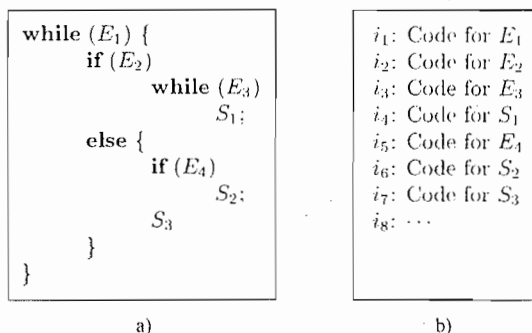 while (E₁) {
if (E₂)
while (E₃)
S₁;
else {
if (E₄)
S₂;
S₃
}
}
a)
i₁: Code for E₁
i₂: Code for E₂
i₃: Code for E₃
i₄: Code for S₁
i₅: Code for E₄
i₆: Code for S₂
i₇: Code for S₃
i₈: ···
b)